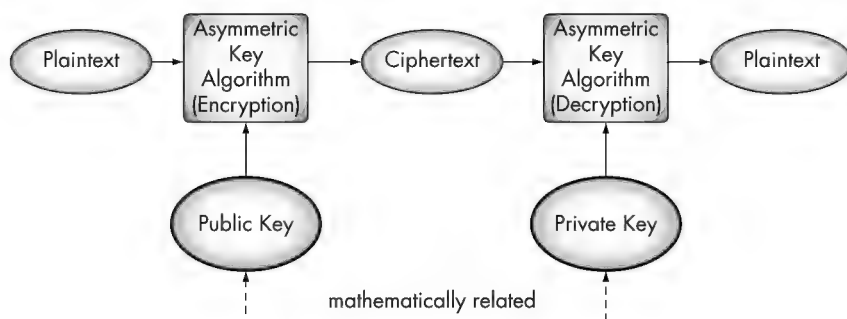 Plaintext
Asymmetric
Key
Algorithm
(Encryption)
Ciphertext
Asymmetric
Key
Algorithm
(Decryption)
Plaintext
Public Key
Private Key
mathematically related